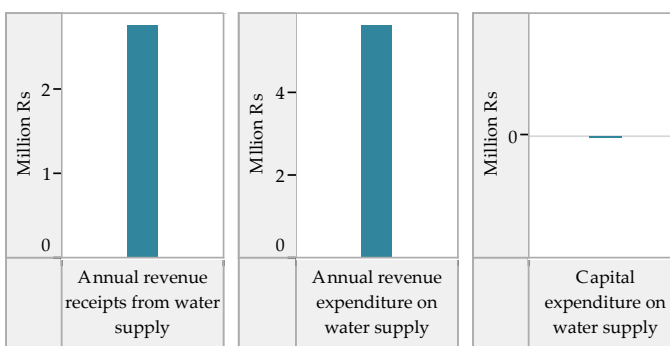 Million Rs
2
1
0
Annual revenue
receipts from water
supply
Million Rs
4
2
0
Annual revenue
expenditure on
water supply
Million Rs
0
Capital
expenditure on
water supply